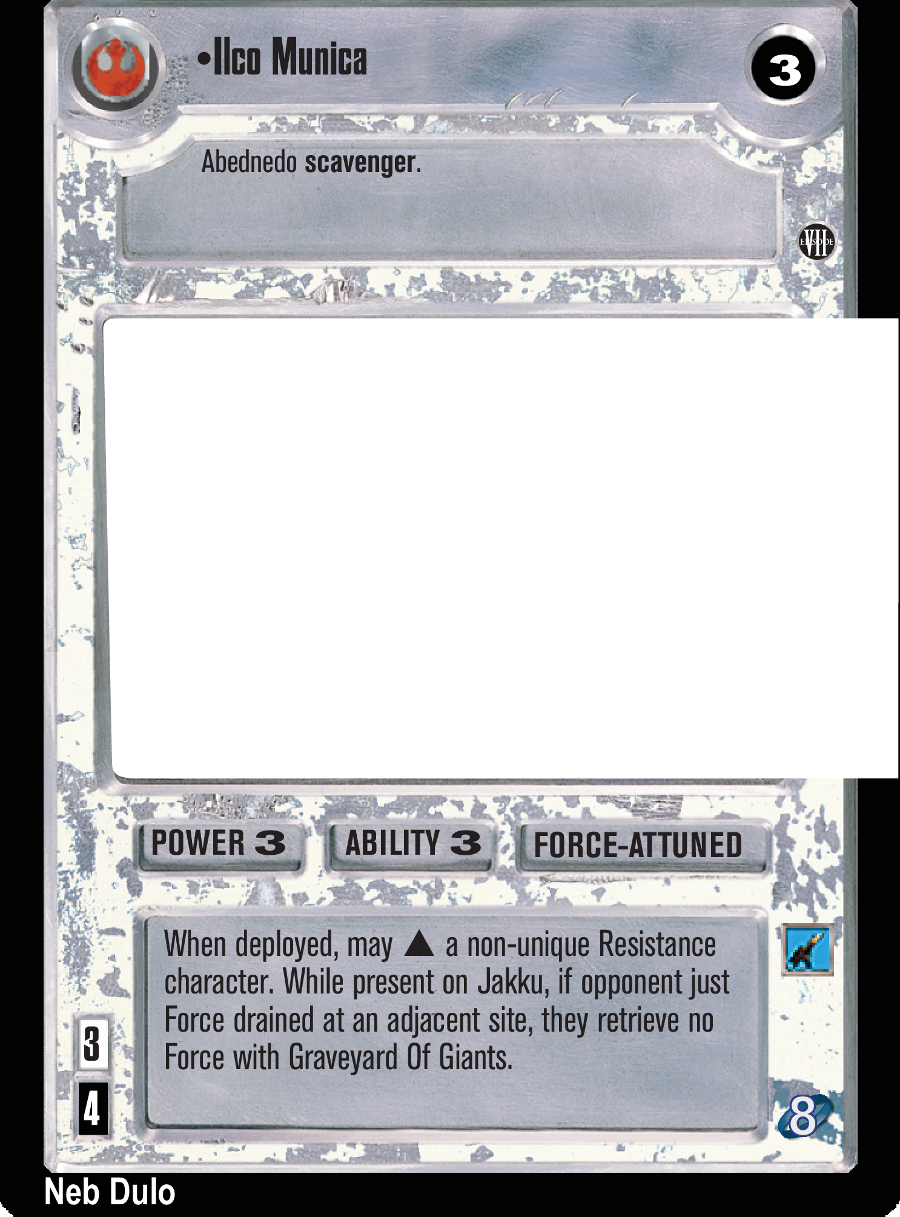 •Ilco Munica
3
Abednedo scavenger.
EPISODE
VII
POWER 3
ABILITY 3
FORCE-ATTUNED
When deployed, may ▲ a non-unique Resistance
character. While present on Jakku, if opponent just
Force drained at an adjacent site, they retrieve no
Force with Graveyard Of Giants.
3
4
8
Neb Dulo